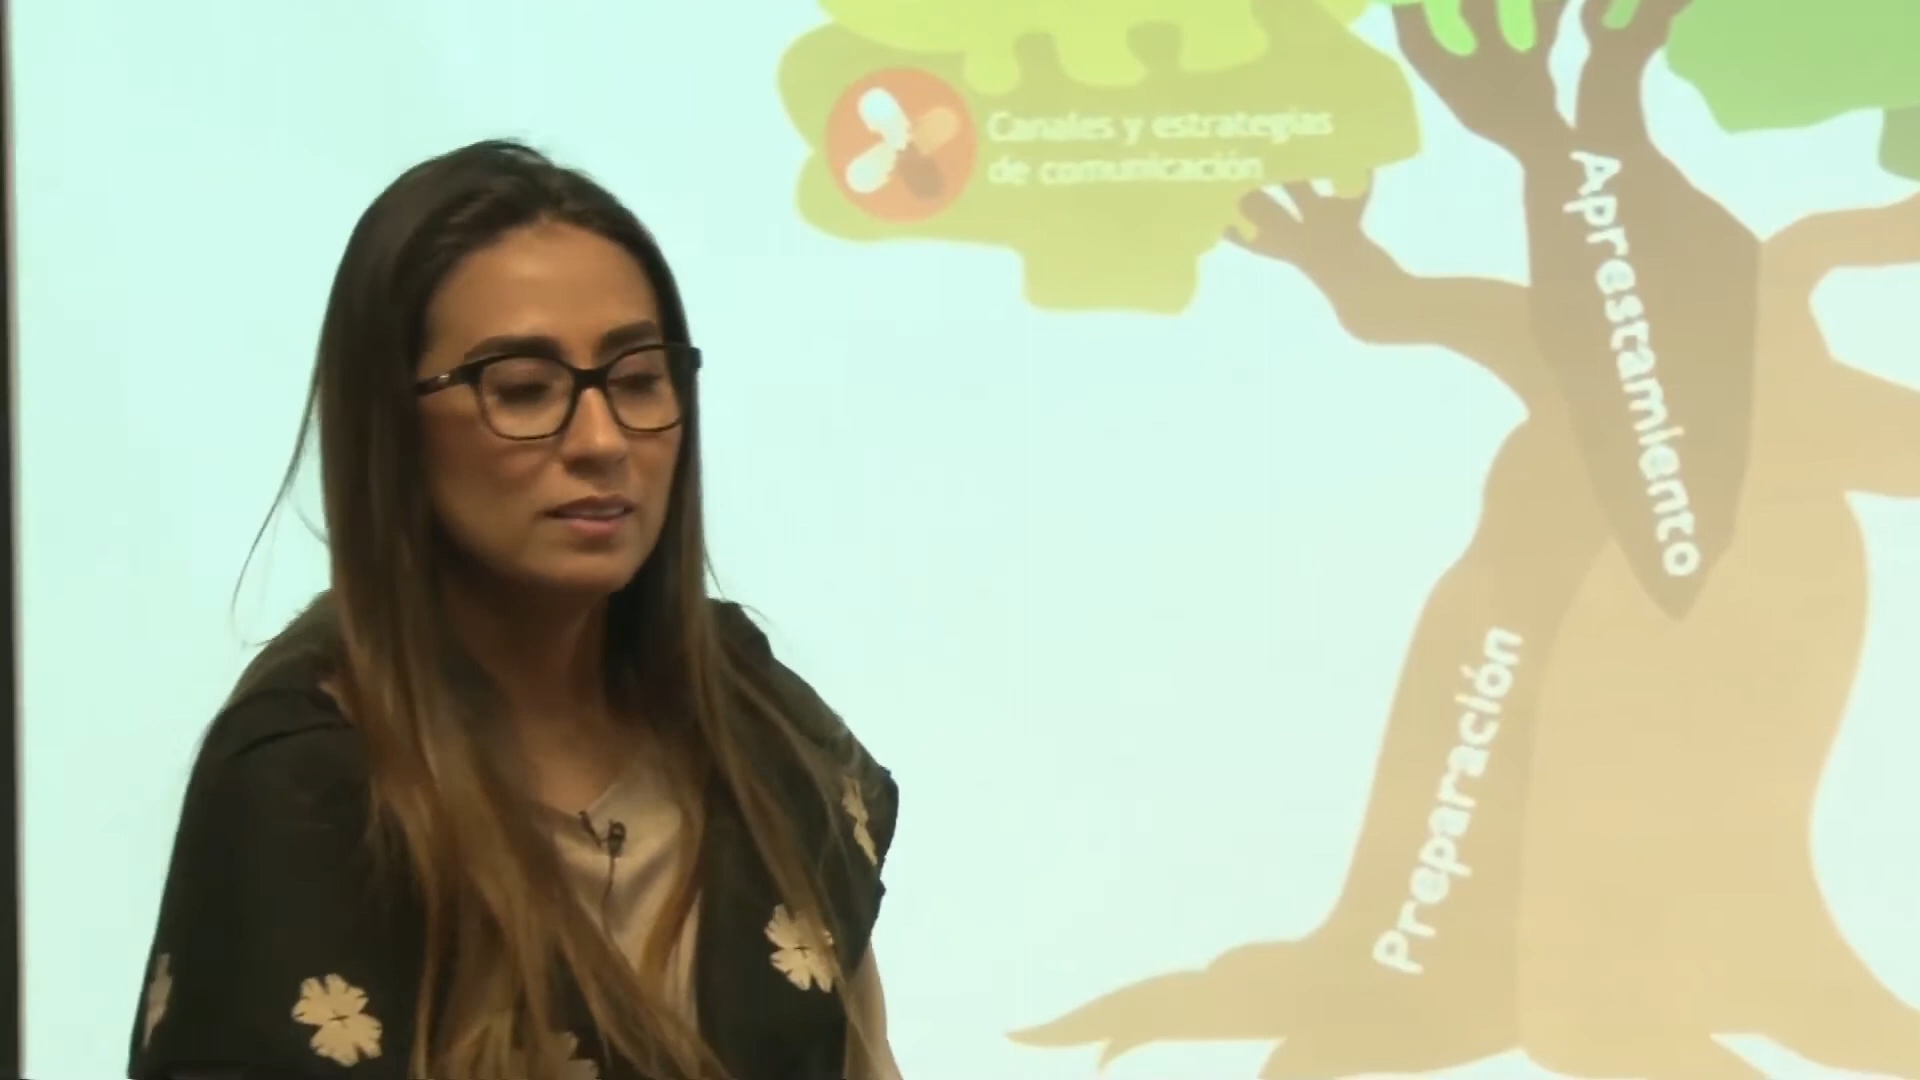 Canales y estrategias
de comunicación
Aprestamiento
Preparación